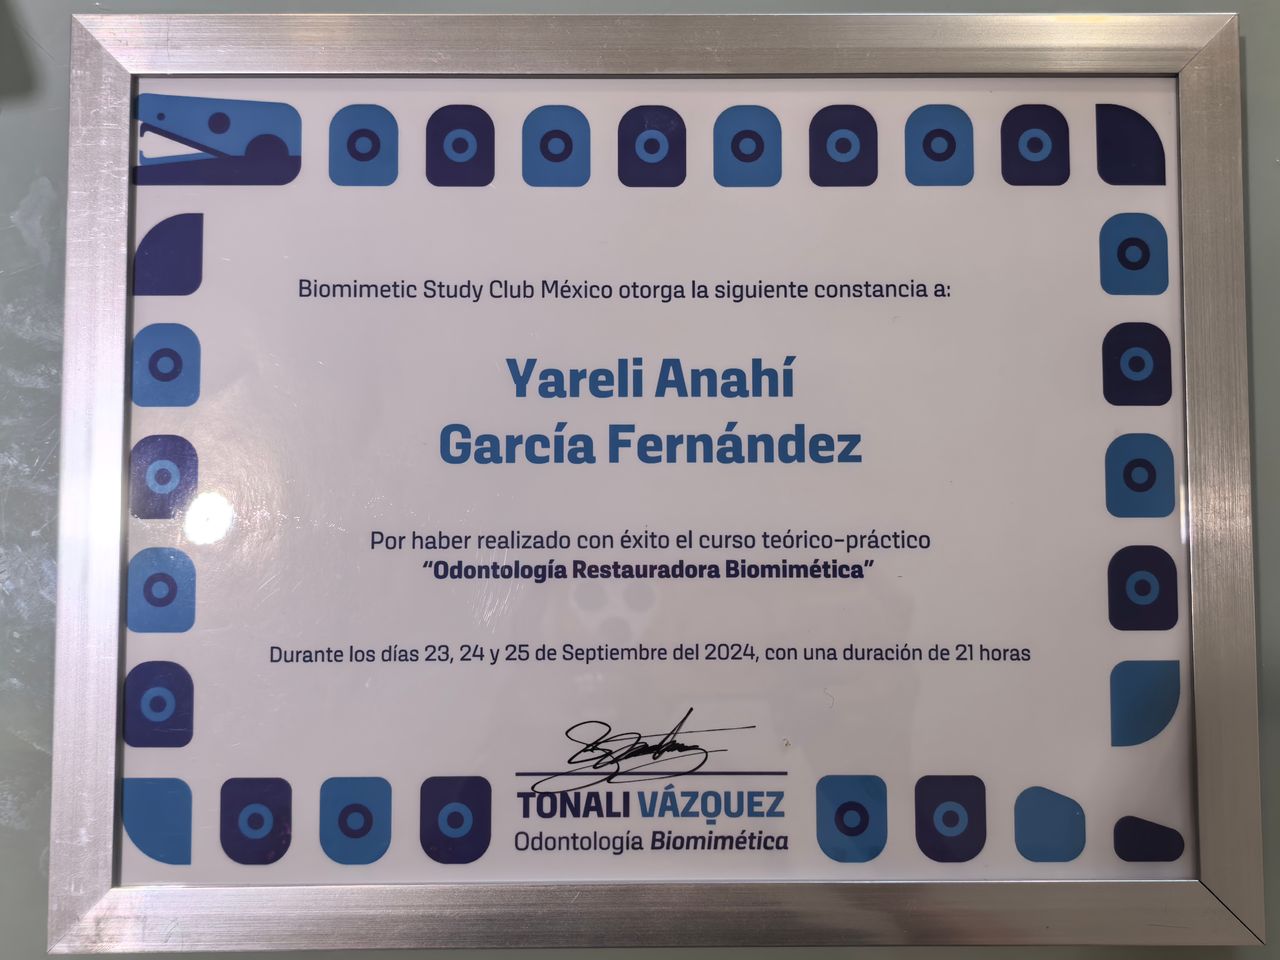 Biomimetic Study Club México otorga la siguiente constancia a:
Yareli Anahí
García Fernández
Por haber realizado con éxito el curso teórico-práctico
“Odontología Restauradora Biomimética”
Durante los días 23, 24 y 25 de Septiembre del 2024, con una duración de 21 horas
TONALI VÁZQUEZ
Odontología Biomimética